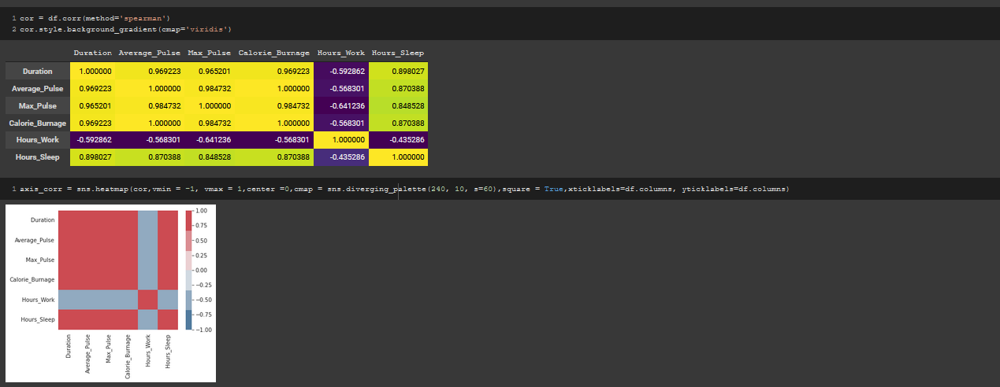 1 cor = df.corr(method='spearman')
2 cor.style.background_gradient(cmap='viridis')
Duration Average_Pulse Max_Pulse Calorie_Burnage Hours_Work Hours_Sleep
Duration 1.000000 0.969223 0.965201 0.969223 -0.592862 0.898027
Average_Pulse 0.969223 1.000000 0.984732 1.000000 -0.568301 0.870388
Max_Pulse 0.965201 0.984732 1.000000 0.984732 -0.641236 0.848528
Calorie_Burnage 0.969223 1.000000 0.984732 1.000000 -0.568301 0.870388
Hours_Work -0.592862 -0.568301 -0.641236 -0.568301 1.000000 -0.435286
Hours_Sleep 0.898027 0.870388 0.848528 0.870388 -0.435286 1.000000
1 axis_corr = sns.heatmap(cor,vmin = -1, vmax = 1,center =0,cmap = sns.diverging_palette(240, 10, s=60),square = True,xticklabels=df.columns, yticklabels=df.columns)
Duration
Average_Pulse
Max_Pulse
Calorie_Burnage
Hours_Work
Hours_Sleep
1.00
0.75
0.50
0.25
0.00
−0.25
−0.50
−0.75
−1.00
Duration
Average_Pulse
Max_Pulse
Calorie_Burnage
Hours_Work
Hours_Sleep